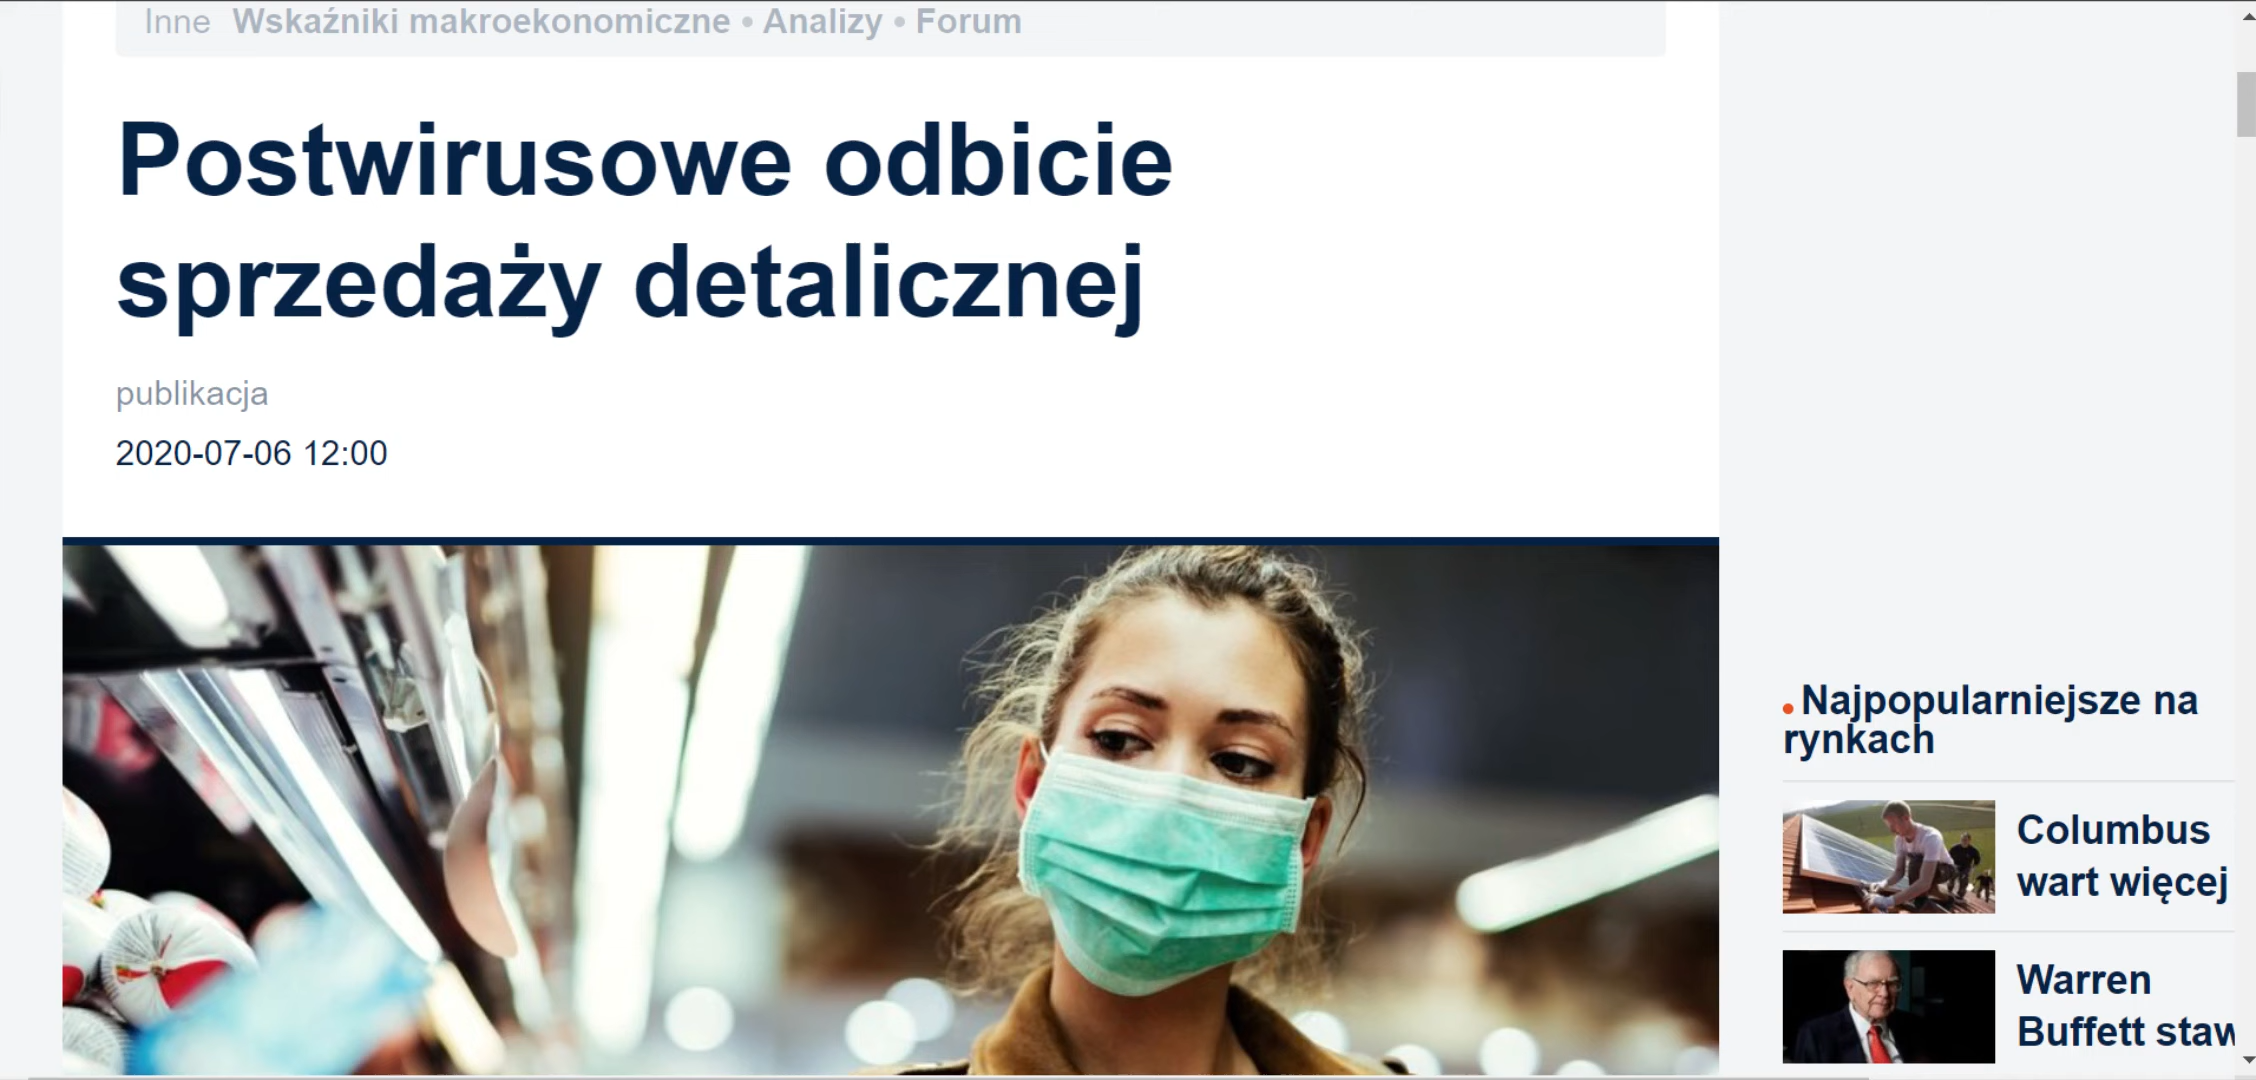 Inne Wskaźniki makroekonomiczne • Analizy • Forum
Postwirusowe odbicie
sprzedaży detalicznej
publikacja
2020-07-06 12:00
Najpopularniejsze na
rynkach
Columbus
wart więcej
Warren
Buffett staw